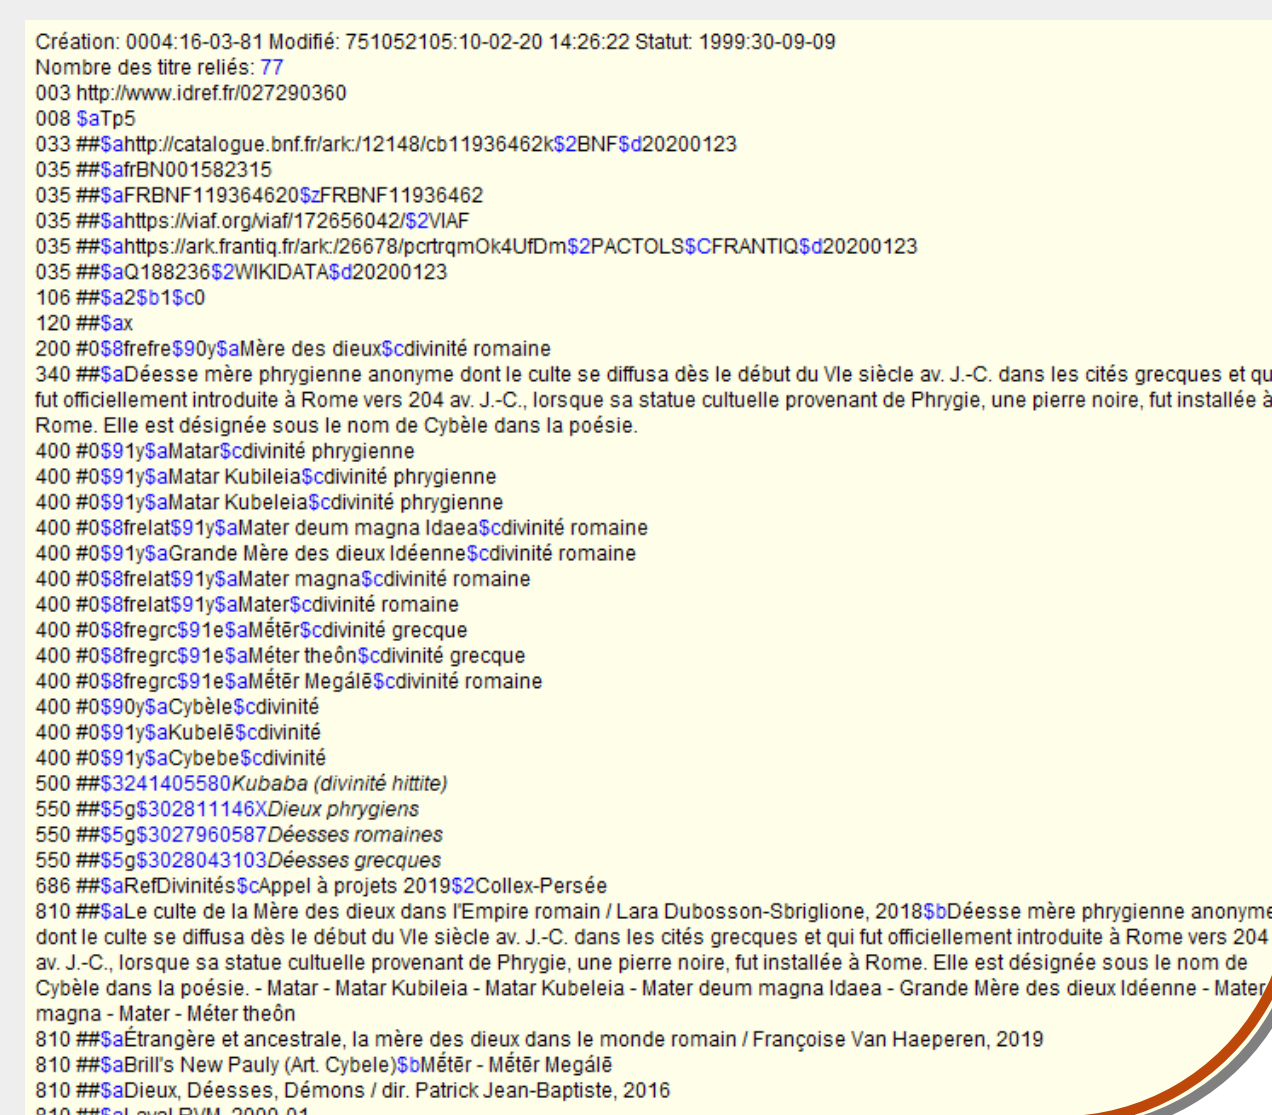 Création: 0004:16-03-81 Modifié: 751052105:10-02-20 14:26:22 Statut: 1999:30-09-09
Nombre des titre reliés: 77
003 http://www.idref.fr/027290360
008 $aTp5
033 ##$ahttp://catalogue.bnf.fr/ark:/12148/cb11936462k$2BNF$d20200123
035 ##$afrBN001582315
035 ##$aFRBNF119364620$zFRBNF11936462
035 ##$ahttps://viaf.org/viaf/172656042/$2VIAF
035 ##$ahttps://ark.frantiq.fr/ark:/26678/pcrtrqmOk4UfDm$2PACTOLS$CFRANTIQ$d20200123
035 ##$aQ188236$2WIKIDATA$d20200123
106 ##$a2$b1$c0
120 ##$ax
200 #0$8frefre$90y$aMère des dieux$cdivinité romaine
340 ##$aDéesse mère phrygienne anonyme dont le culte se diffusa dès le début du VIe siècle av. J.-C. dans les cités grecques et qu
fut officiellement introduite à Rome vers 204 av. J.-C., lorsque sa statue cultuelle provenant de Phrygie, une pierre noire, fut installée à
Rome. Elle est désignée sous le nom de Cybèle dans la poésie.
400 #0$91y$aMatar$cdivinité phrygienne
400 #0$91y$aMatar Kubileia$cdivinité phrygienne
400 #0$91y$aMatar Kubeleia$cdivinité phrygienne
400 #0$8frelat$91y$aMater deum magna Idaea$cdivinité romaine
400 #0$91y$aGrande Mère des dieux Idéenne$cdivinité romaine
400 #0$8frelat$91y$aMater magna$cdivinité romaine
400 #0$8frelat$91y$aMater$cdivinité romaine
400 #0$8fregrc$91e$aMḗtēr$cdivinité grecque
400 #0$8fregrc$91e$aMéter theôn$cdivinité grecque
400 #0$8fregrc$91e$aMḗtēr Megálē$cdivinité romaine
400 #0$90y$aCybèle$cdivinité
400 #0$91y$aKubelē$cdivinité
400 #0$91y$aCybebe$cdivinité
500 ##$3241405580Kubaba (divinité hittite)
550 ##$5g$302811146XDieux phrygiens
550 ##$5g$3027960587Déesses romaines
550 ##$5g$3028043103Déesses grecques
686 ##$aRefDivinités$cAppel à projets 2019$2Collex-Persée
810 ##$aLe culte de la Mère des dieux dans l'Empire romain / Lara Dubosson-Sbriglione, 2018$bDéesse mère phrygienne anonyme
dont le culte se diffusa dès le début du VIe siècle av. J.-C. dans les cités grecques et qui fut officiellement introduite à Rome vers 204
av. J.-C., lorsque sa statue cultuelle provenant de Phrygie, une pierre noire, fut installée à Rome. Elle est désignée sous le nom de
Cybèle dans la poésie. - Matar - Matar Kubileia - Matar Kubeleia - Mater deum magna Idaea - Grande Mère des dieux Idéenne - Mater
magna - Mater - Méter theôn
810 ##$aÉtrangère et ancestrale, la mère des dieux dans le monde romain / Françoise Van Haeperen, 2019
810 ##$aBrill's New Pauly (Art. Cybele)$bMḗtēr - Mḗtēr Megálē
810 ##$aDieux, Déesses, Démons / dir. Patrick Jean-Baptiste, 2016